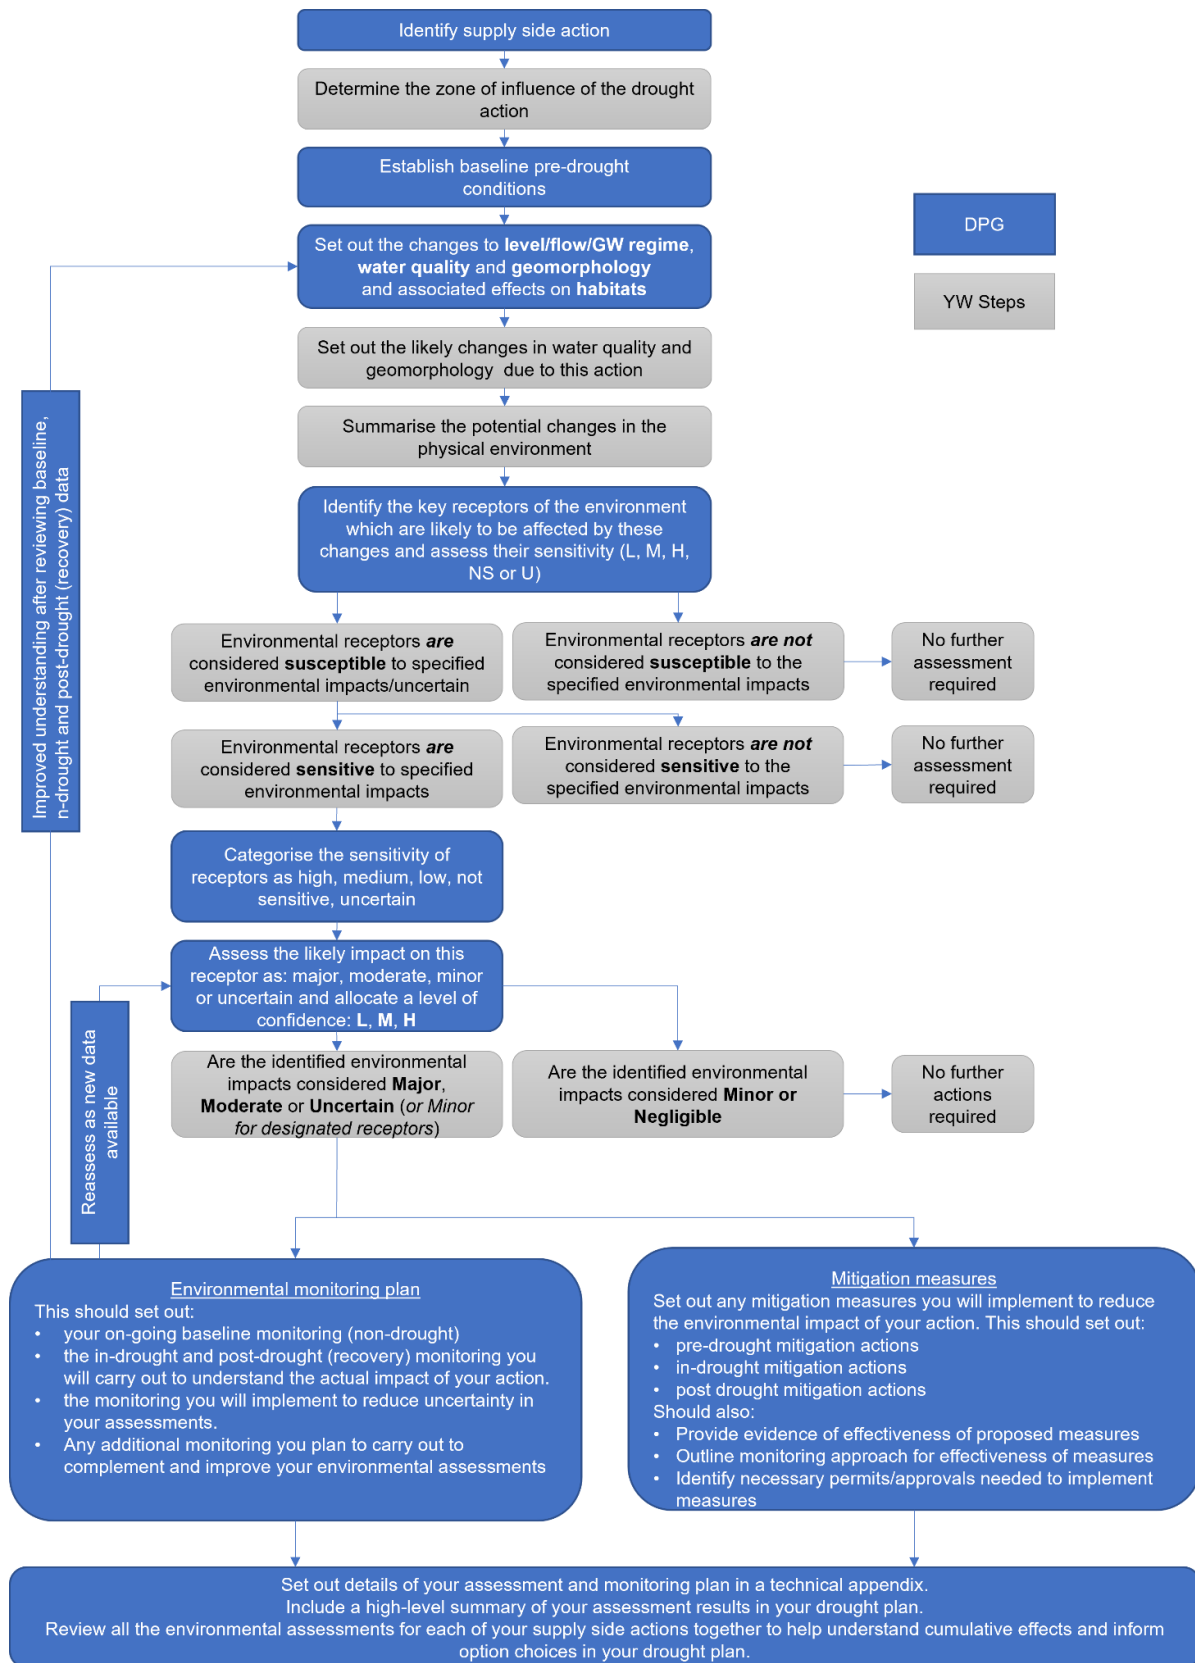 Identify supply side action
Determine the zone of influence of the drought
action
Establish baseline pre-drought
conditions
DPG
Set out the changes to level/flow/GW regime,
water quality and geomorphology
and associated effects on habitats
YW Steps
Set out the likely changes in water quality and
geomorphology due to this action
Summarise the potential changes in the
physical environment
Improved understanding after reviewing baseline,
n-drought and post-drought (recovery) data
Identify the key receptors of the environment
which are likely to be affected by these
changes and assess their sensitivity (L, M, H,
NS or U)
Environmental receptors are
considered susceptible to specified
environmental impacts/uncertain
Environmental receptors are not
considered susceptible to the
specified environmental impacts
No further
assessment
required
Environmental receptors are
considered sensitive to specified
environmental impacts
Environmental receptors are not
considered sensitive to the
specified environmental impacts
No further
assessment
required
Categorise the sensitivity of
receptors as high, medium, low, not
sensitive, uncertain
Assess the likely impact on this
receptor as: major, moderate, minor
or uncertain and allocate a level of
confidence: L, M, H
Reassess as new data
available
Are the identified environmental
impacts considered Major,
Moderate or Uncertain (or Minor
for designated receptors)
Are the identified environmental
impacts considered Minor or
Negligible
No further
actions
required
Environmental monitoring plan
This should set out:
• your on-going baseline monitoring (non-drought)
• the in-drought and post-drought (recovery) monitoring you
will carry out to understand the actual impact of your action.
• the monitoring you will implement to reduce uncertainty in
your assessments.
• Any additional monitoring you plan to carry out to
complement and improve your environmental assessments
Mitigation measures
Set out any mitigation measures you will implement to reduce
the environmental impact of your action. This should set out:
• pre-drought mitigation actions
• in-drought mitigation actions
• post drought mitigation actions
Should also:
• Provide evidence of effectiveness of proposed measures
• Outline monitoring approach for effectiveness of measures
• Identify necessary permits/approvals needed to implement
measures
Set out details of your assessment and monitoring plan in a technical appendix.
Include a high-level summary of your assessment results in your drought plan.
Review all the environmental assessments for each of your supply side actions together to help understand cumulative effects and inform
option choices in your drought plan.